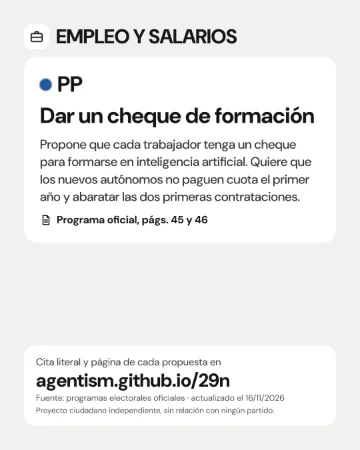 EMPLEO Y SALARIOS
PP
Dar un cheque de formación
Propone que cada trabajador tenga un cheque
para formarse en inteligencia artificial. Quiere que
los nuevos autónomos no paguen cuota el primer
año y abaratar las dos primeras contrataciones.
Programa oficial, págs. 45 y 46
Cita literal y página de cada propuesta en
agentism.github.io/29n
Fuente: programas electorales oficiales · actualizado el 16/11/2026
Proyecto ciudadano independiente, sin relación con ningún partido.